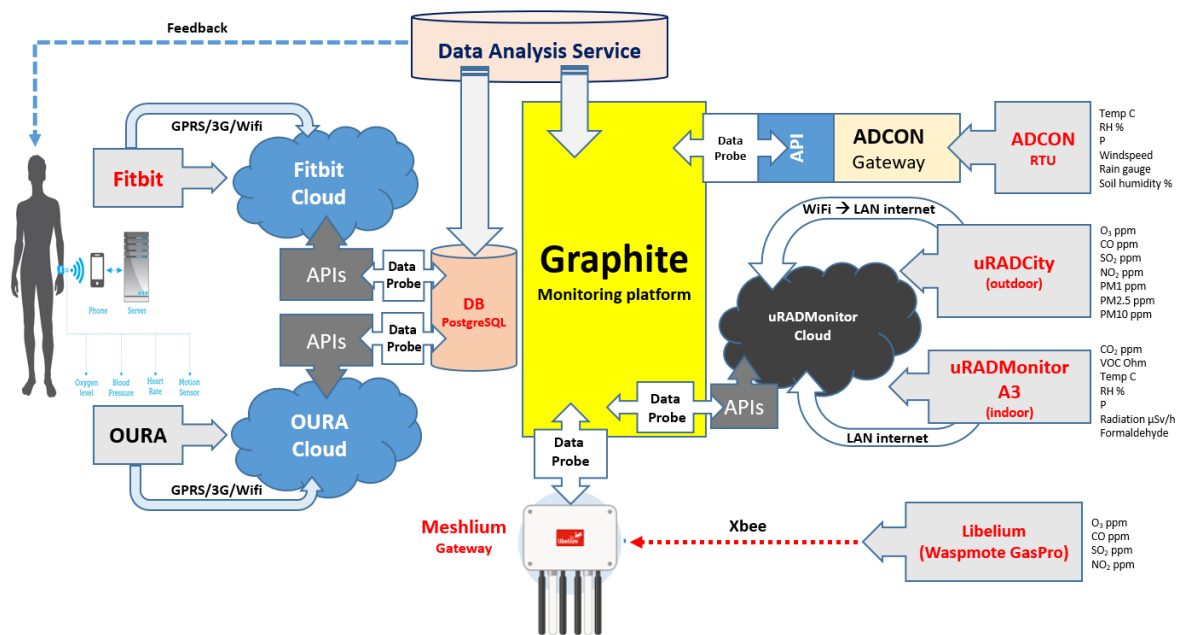 Feedback
Data Analysis Service
GPRS/3G/Wifi
Fitbit
Fitbit
Cloud
APIs
Data
Probe
DB
PostgreSQL
APIs
Data
Probe
Phone
Server
Oxygen
level
Blood
Pressure
Heart
Rate
Motion
Sensor
OURA
OURA
Cloud
GPRS/3G/Wifi
Graphite
Monitoring platform
Data
Probe
API
ADCON
Gateway
ADCON
RTU
Temp C
RH %
P
Windspeed
Rain gauge
Soil humidity %
WiFi → LAN internet
uRADMonitor
Cloud
uRADCity
(outdoor)
O₃ ppm
CO ppm
SO₂ ppm
NO₂ ppm
PM1 ppm
PM2.5 ppm
PM10 ppm
Data
Probe
APIs
uRADMonitor
A3
(indoor)
CO₂ ppm
VOC Ohm
Temp C
RH %
P
Radiation µSv/h
Formaldehyde
LAN internet
Data
Probe
Meshlium
Gateway
libelium
Xbee
Libelium
(Waspmote GasPro)
O₃ ppm
CO ppm
SO₂ ppm
NO₂ ppm